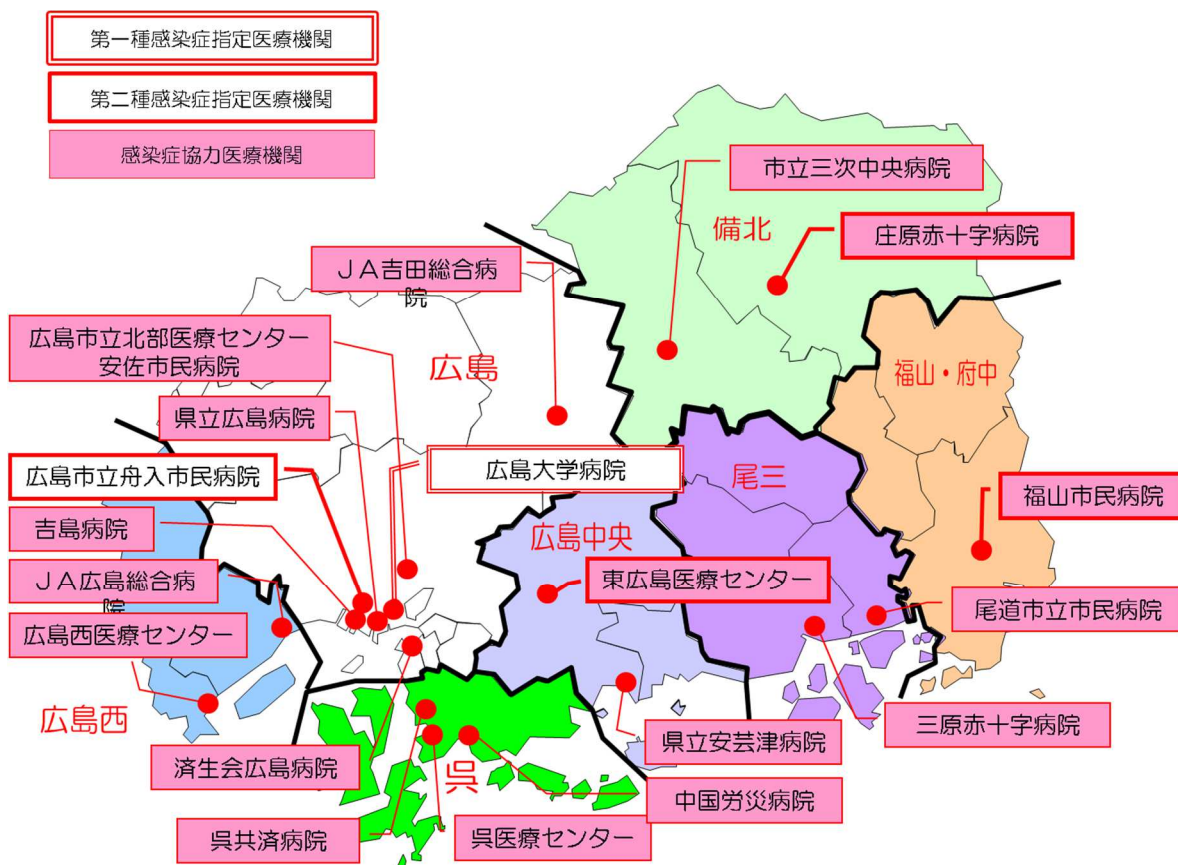 第一種感染症指定医療機関
第二種感染症指定医療機関
感染症協力医療機関
市立三次中央病院
備北
庄原赤十字病院
ＪＡ吉田総合病
院
広島市立北部医療センター
安佐市民病院
広島
福山・府中
県立広島病院
広島市立舟入市民病院
広島大学病院
尾三
福山市民病院
吉島病院
広島中央
ＪＡ広島総合病
院
東広島医療センター
尾道市立市民病院
広島西医療センター
広島西
三原赤十字病院
県立安芸津病院
済生会広島病院
呉
中国労災病院
呉共済病院
呉医療センター